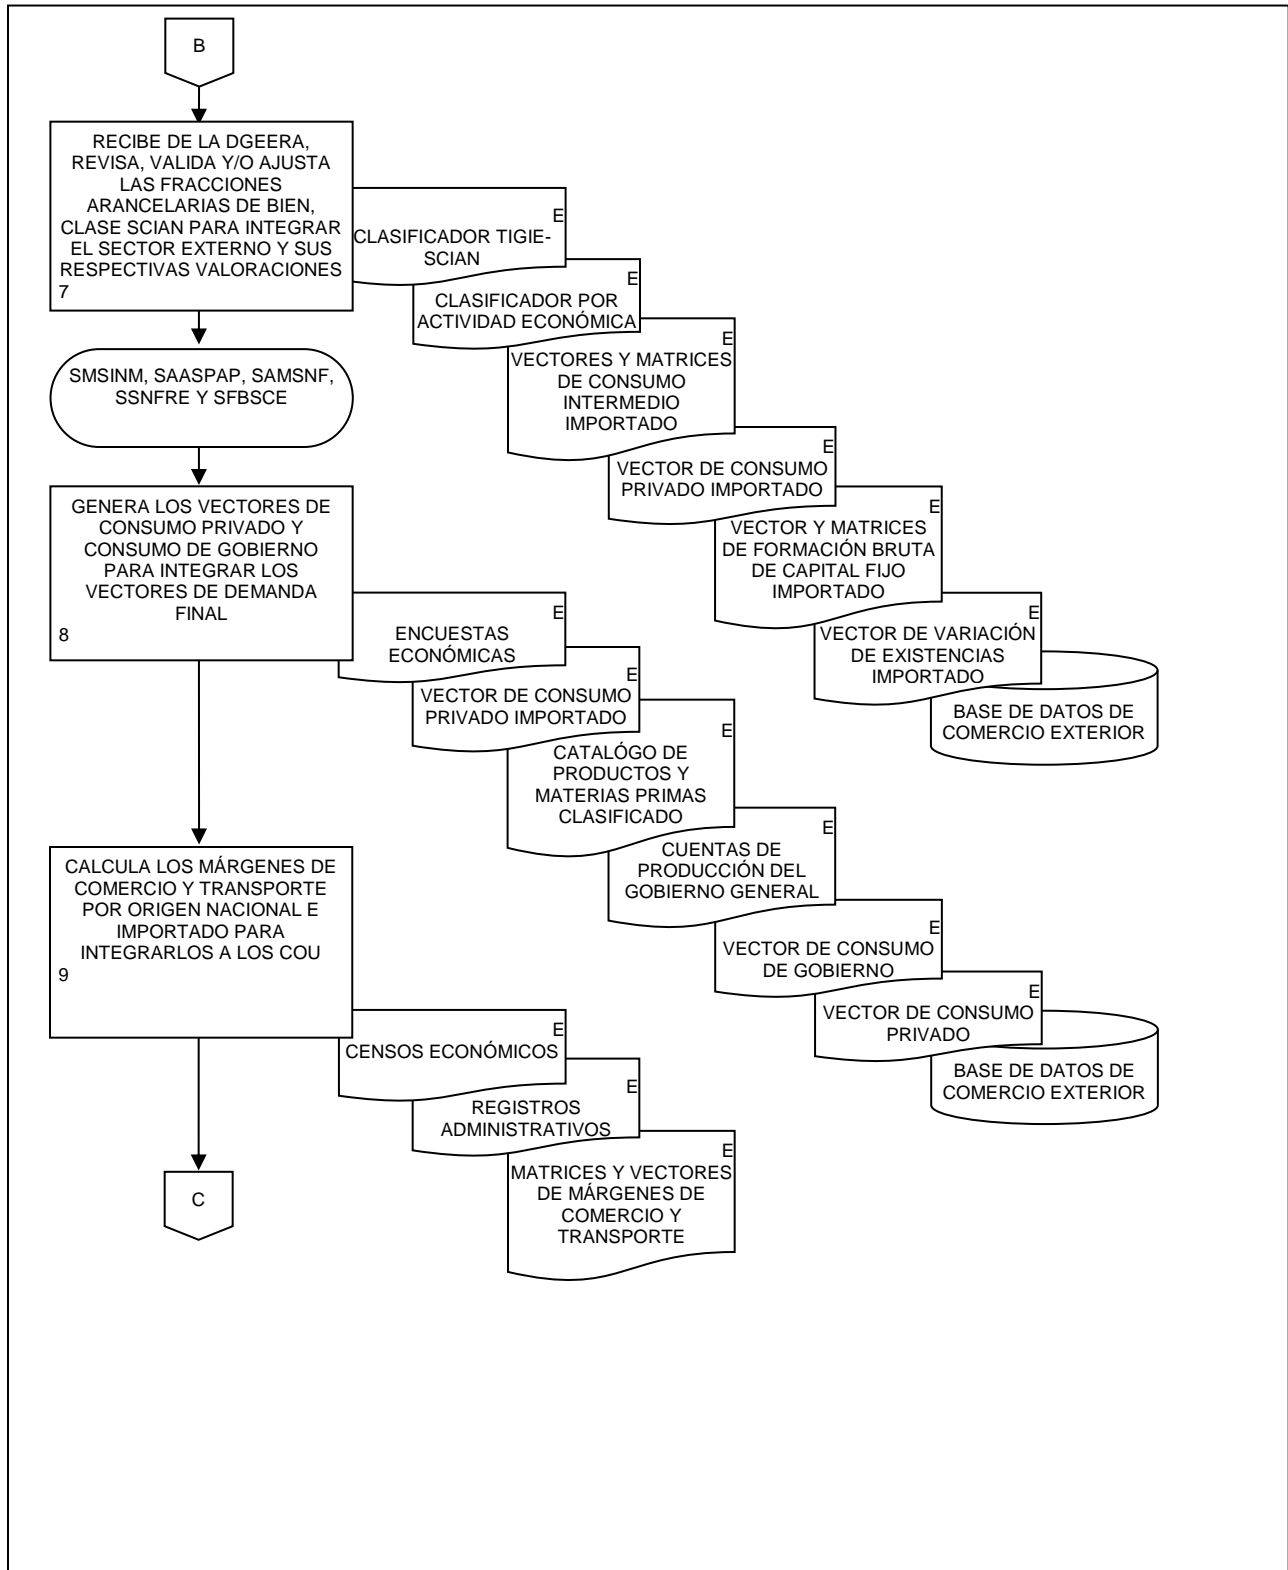 B
RECIBE DE LA DGEERA,
REVISA, VALIDA Y/O AJUSTA
LAS FRACCIONES
ARANCELARIAS DE BIEN,
CLASE SCIAN PARA INTEGRAR
EL SECTOR EXTERNO Y SUS
RESPECTIVAS VALORACIONES
7
E
CLASIFICADOR TIGIE-
SCIAN
E
CLASIFICADOR POR
ACTIVIDAD ECONÓMICA
E
VECTORES Y MATRICES
DE CONSUMO
INTERMEDIO
IMPORTADO
E
VECTOR DE CONSUMO
PRIVADO IMPORTADO
E
VECTOR Y MATRICES
DE FORMACIÓN BRUTA
DE CAPITAL FIJO
IMPORTADO
E
VECTOR DE VARIACIÓN
DE EXISTENCIAS
IMPORTADO
BASE DE DATOS DE
COMERCIO EXTERIOR
SMSINM, SAASPAP, SAMSNF,
SSNFRE Y SFBSCE
GENERA LOS VECTORES DE
CONSUMO PRIVADO Y
CONSUMO DE GOBIERNO
PARA INTEGRAR LOS
VECTORES DE DEMANDA
FINAL
8
E
ENCUESTAS
ECONÓMICAS
E
VECTOR DE CONSUMO
PRIVADO IMPORTADO
E
CATALÓGO DE
PRODUCTOS Y
MATERIAS PRIMAS
CLASIFICADO
E
CUENTAS DE
PRODUCCIÓN DEL
GOBIERNO GENERAL
E
VECTOR DE CONSUMO
DE GOBIERNO
E
VECTOR DE CONSUMO
PRIVADO
BASE DE DATOS DE
COMERCIO EXTERIOR
CALCULA LOS MÁRGENES DE
COMERCIO Y TRANSPORTE
POR ORIGEN NACIONAL E
IMPORTADO PARA
INTEGRARLOS A LOS COU
9
E
CENSOS ECONÓMICOS
E
REGISTROS
ADMINISTRATIVOS
E
MATRICES Y VECTORES
DE MÁRGENES DE
COMERCIO Y
TRANSPORTE
C